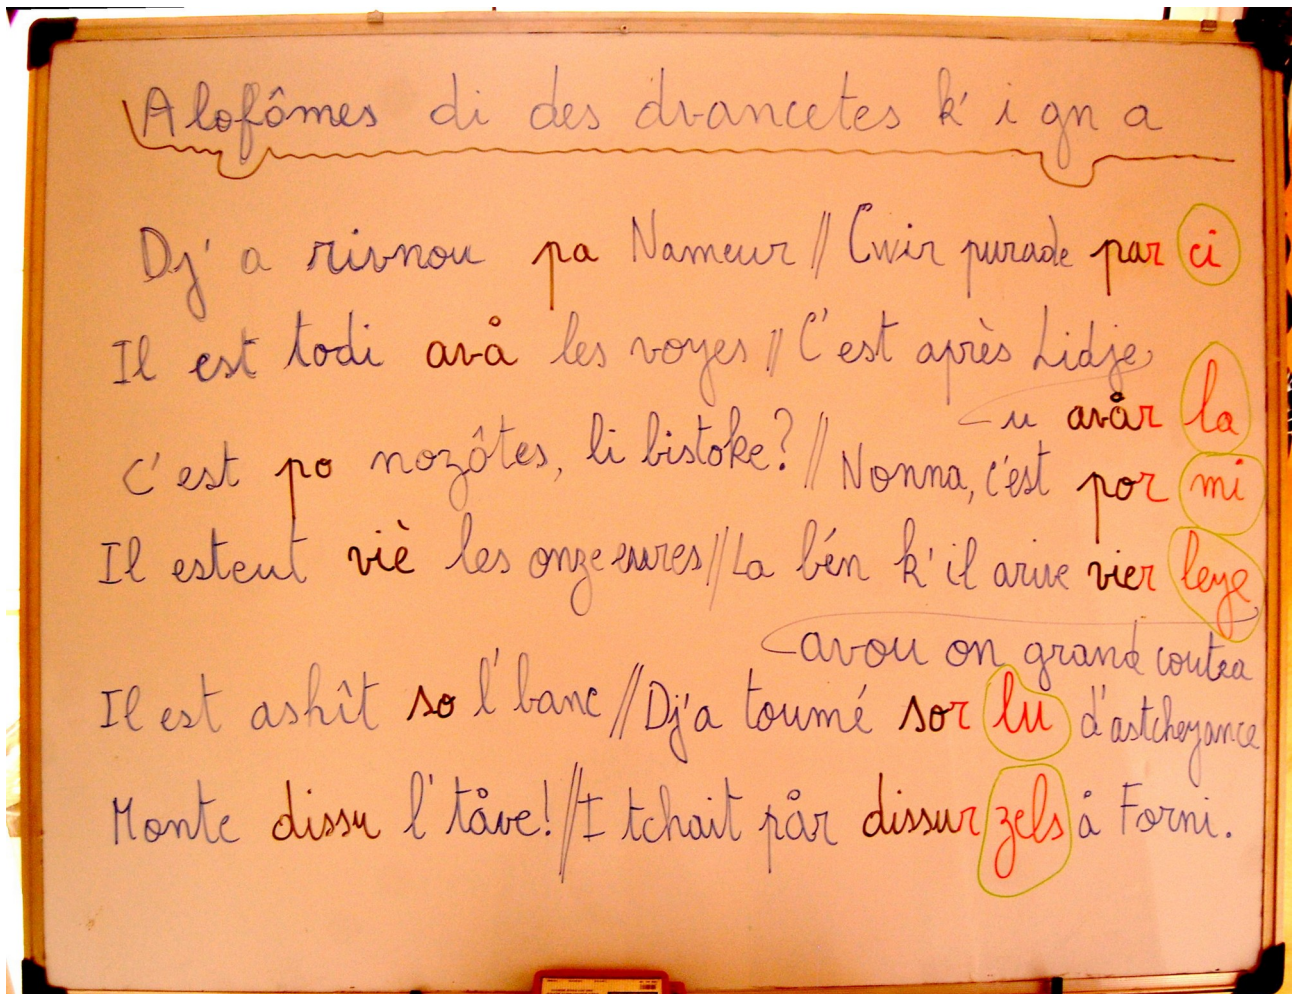 Alofômes di des dvancetes k' i gn a
Dj' a rivnou pa Nameur // Cwir purade par ci
Il est todi avå les voyes // C'est après Lidje
u avår la
C'est po nozôtes, li bistoke? // Nonna, c'est por mi
Il esteut viè les onze eures // La bén k' il arive vier leye
avou on grand coutea
Il est ashît so l' banc // Dj'a toumé sor lu d'astcheyance
Monte dissu l' tåve! // I tchait pår dissur zels å Forni.